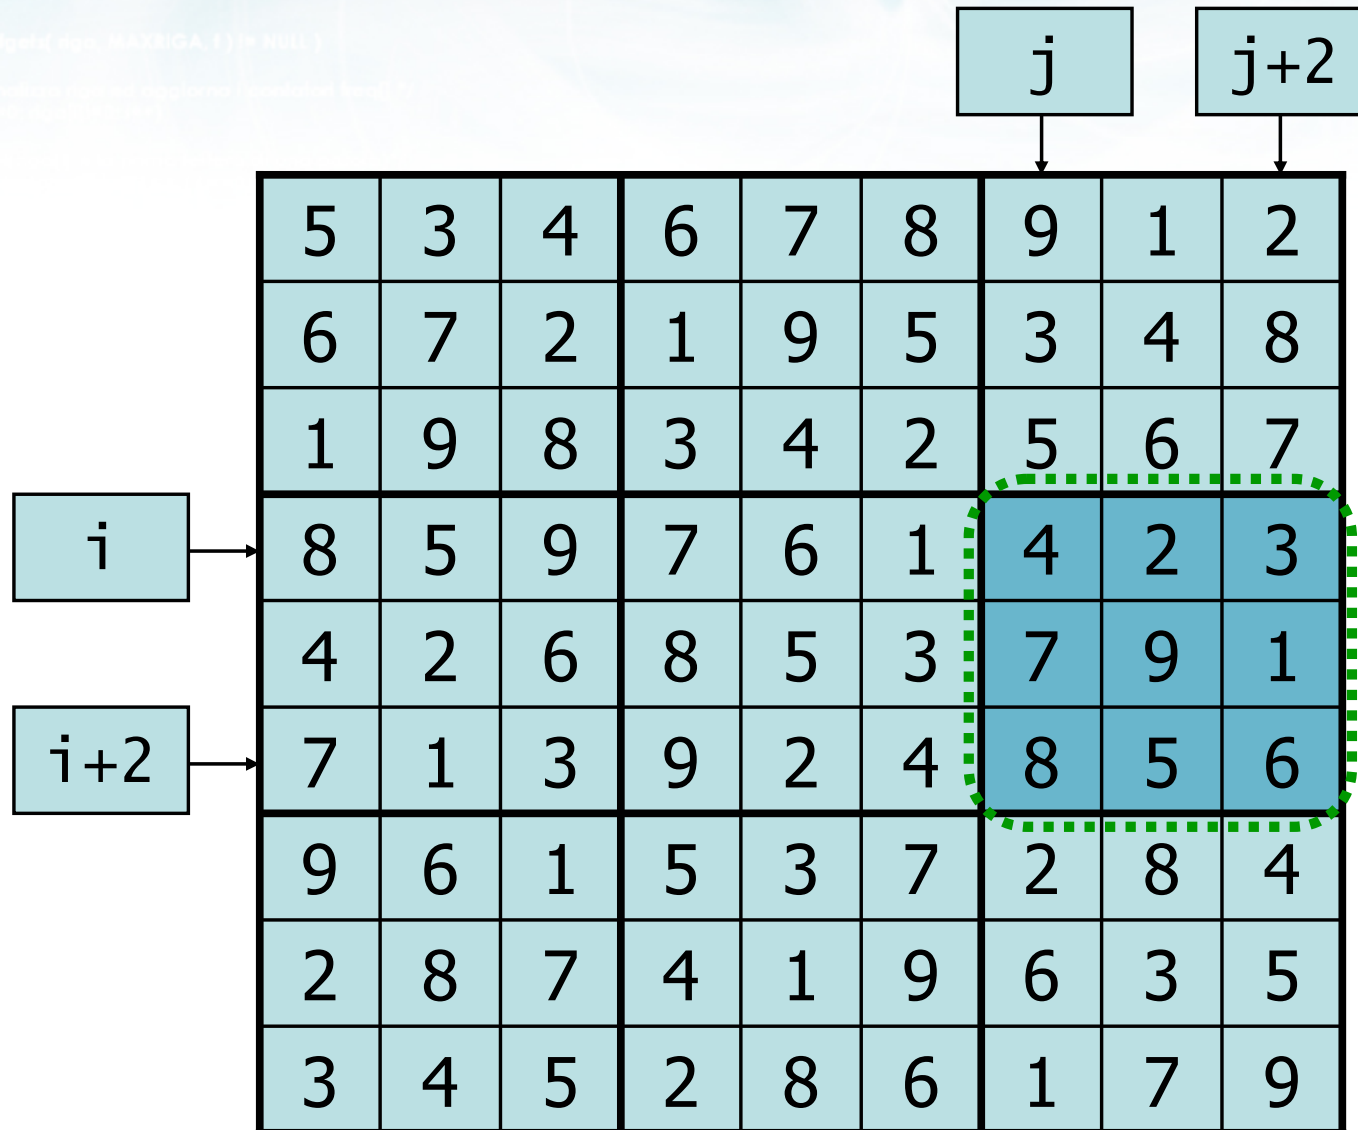 fgets( riga, MAXRIGA, f ) != NULL )
j j+2
5 3 4 6 7 8 9 1 2
6 7 2 1 9 5 3 4 8
1 9 8 3 4 2 5 6 7
i 8 5 9 7 6 1 4 2 3
4 2 6 8 5 3 7 9 1
i+2 7 1 3 9 2 4 8 5 6
9 6 1 5 3 7 2 8 4
2 8 7 4 1 9 6 3 5
3 4 5 2 8 6 1 7 9